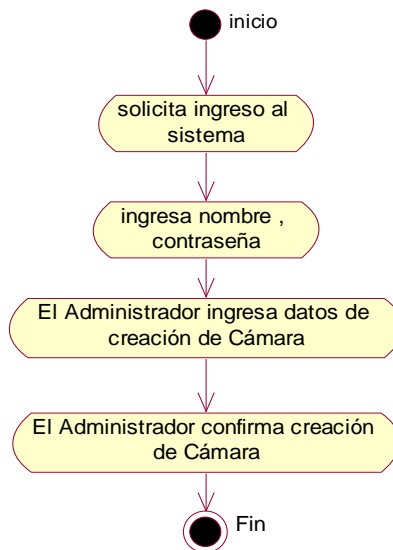 inicio
solicita ingreso al
sistema
ingresa nombre ,
contraseña
El Administrador ingresa datos de
creación de Cámara
El Administrador confirma creación
de Cámara
Fin